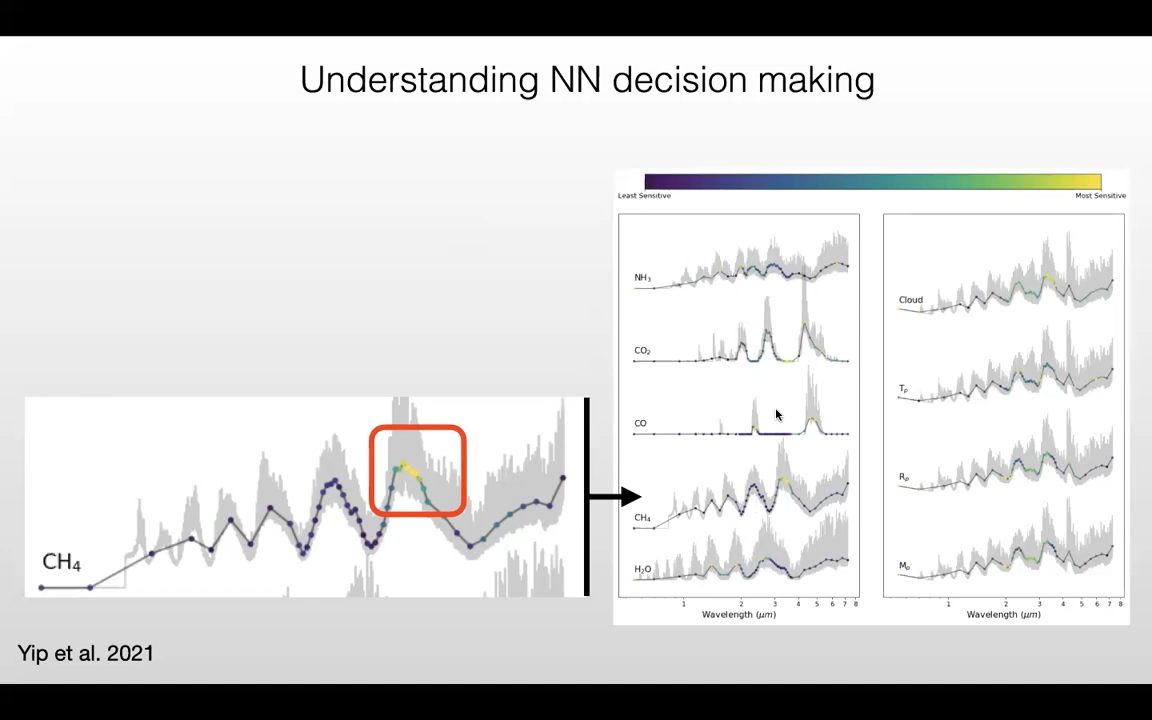 Understanding NN decision making
Least Sensitive
Most Sensitive
NH₃
CO₂
CO
CH₄
H₂O
1 2 3 4 5 6 7 8
Wavelength (μm)
Cloud
Tₚ
Rₚ
Mₚ
1 2 3 4 5 6 7 8
Wavelength (μm)
CH₄
Yip et al. 2021